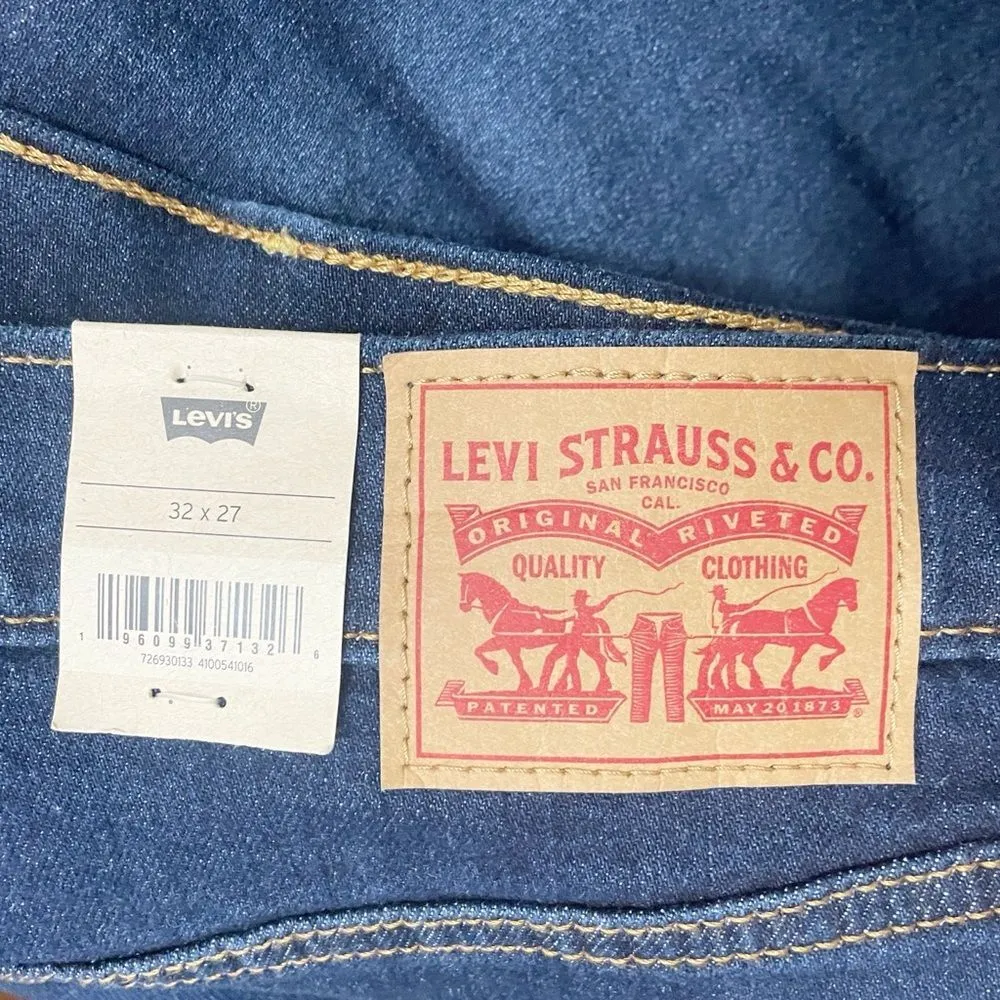 LEVI'S ®
32 x 27
1 96099 37132 6
726930133 4100541016
LEVI STRAUSS & CO.
SAN FRANCISCO
CAL.
ORIGINAL RIVETED
QUALITY CLOTHING
PATENTED MAY 20 1873 ®